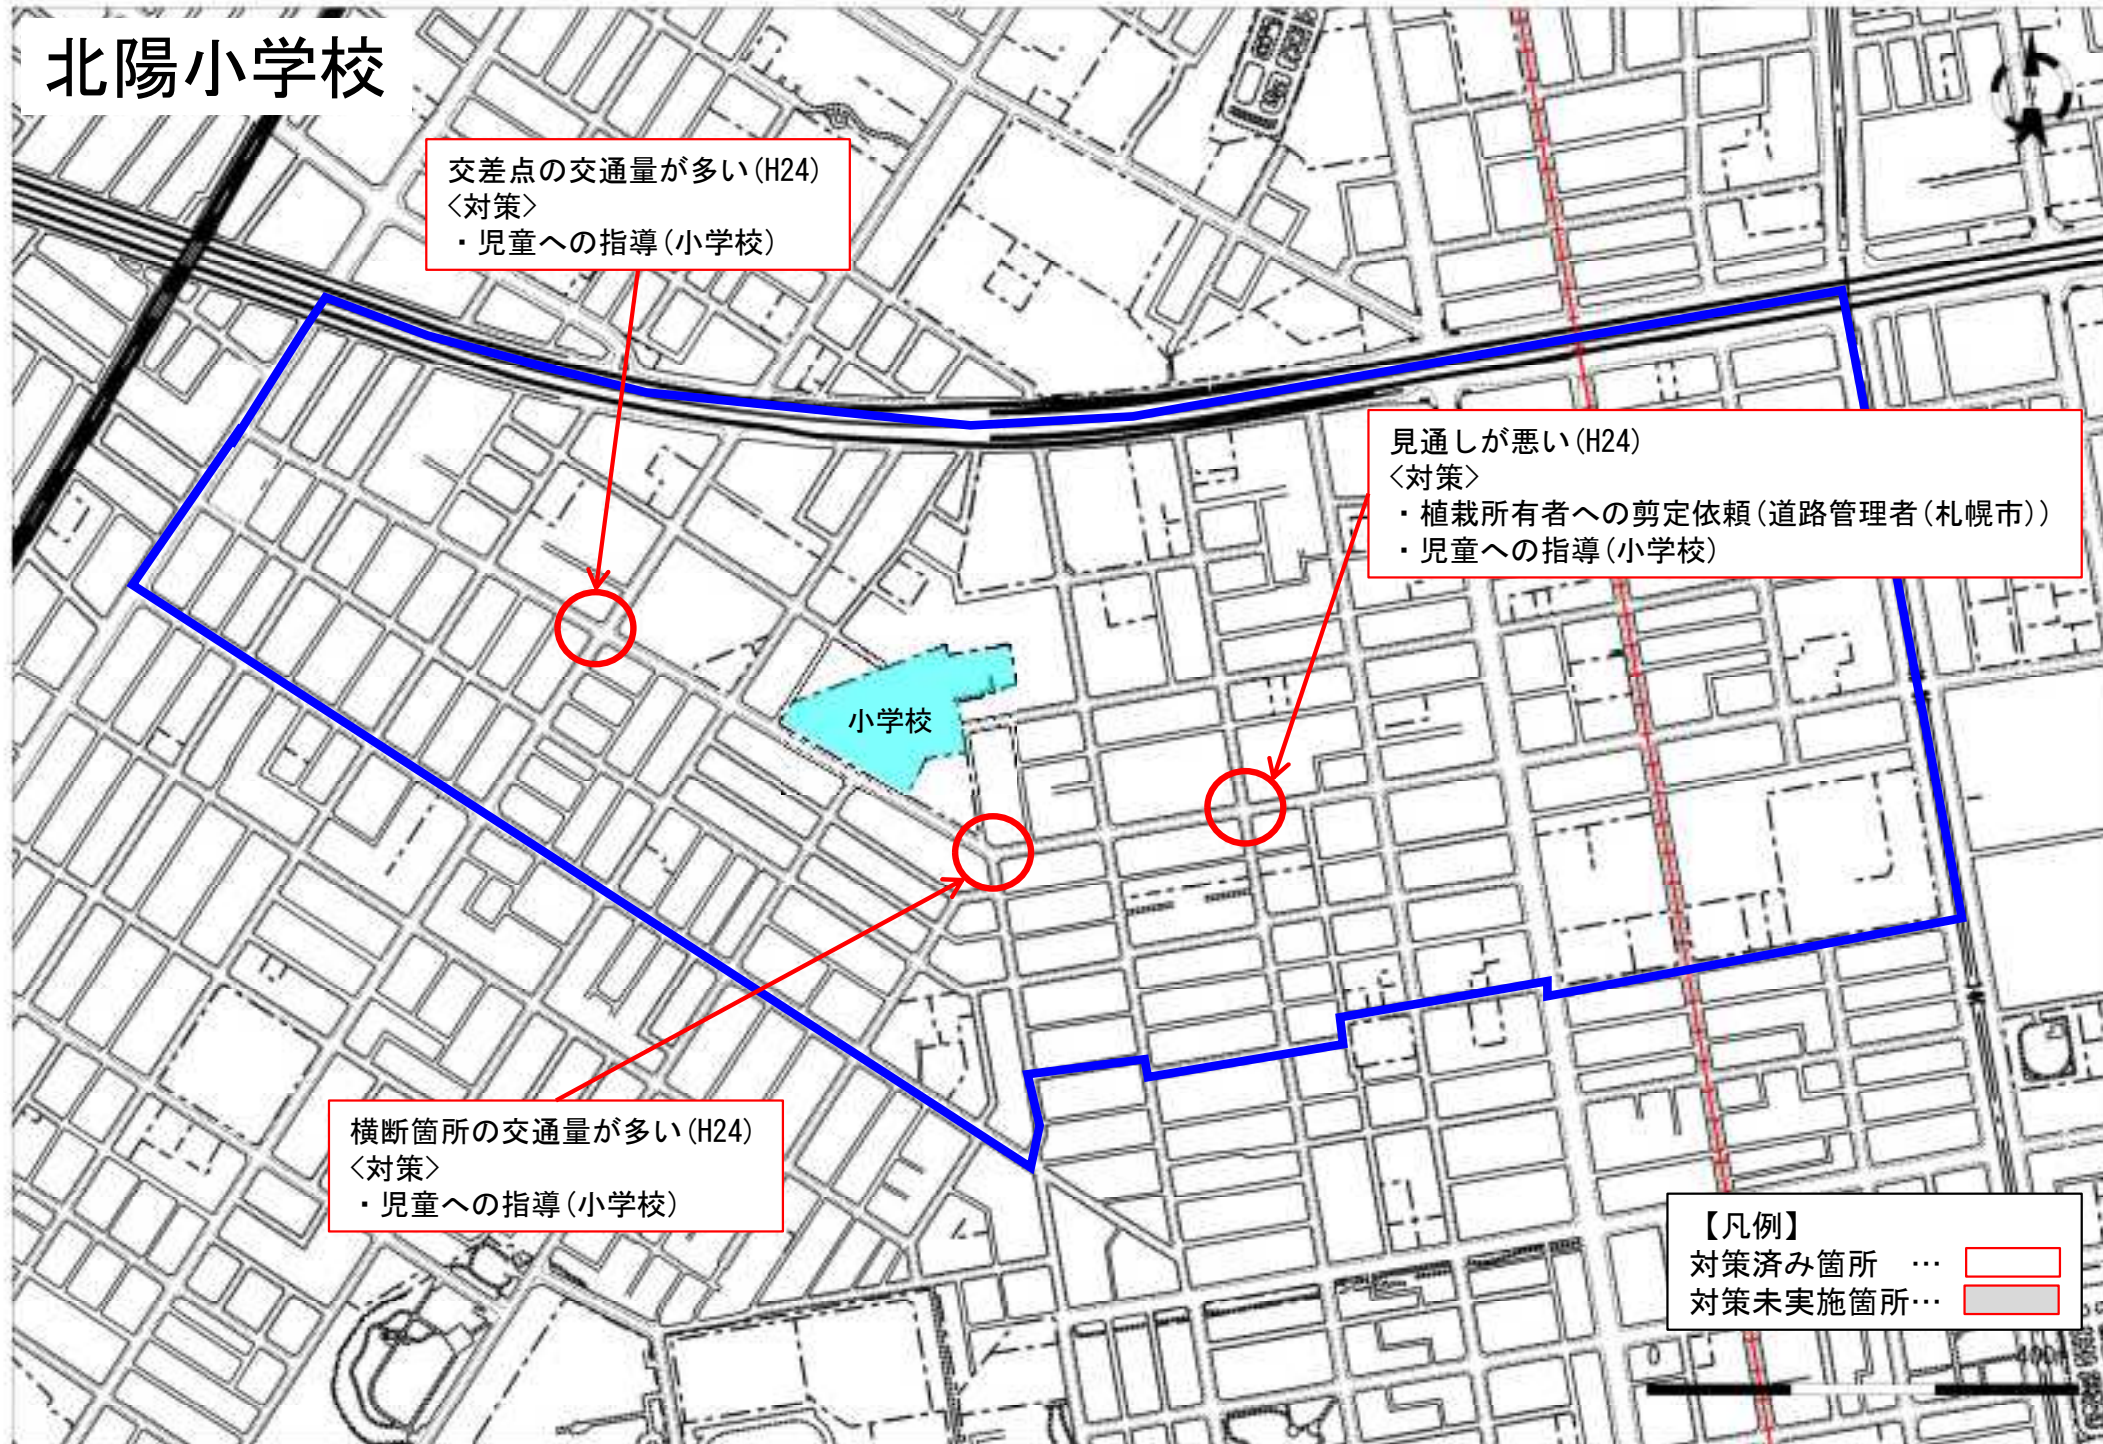 北陽小学校
交差点の交通量が多い(H24)
<対策>
・児童への指導(小学校)
見通しが悪い(H24)
<対策>
・植栽所有者への剪定依頼(道路管理者(札幌市))
・児童への指導(小学校)
小学校
横断箇所の交通量が多い(H24)
<対策>
・児童への指導(小学校)
【凡例】
対策済み箇所 …
対策未実施箇所…